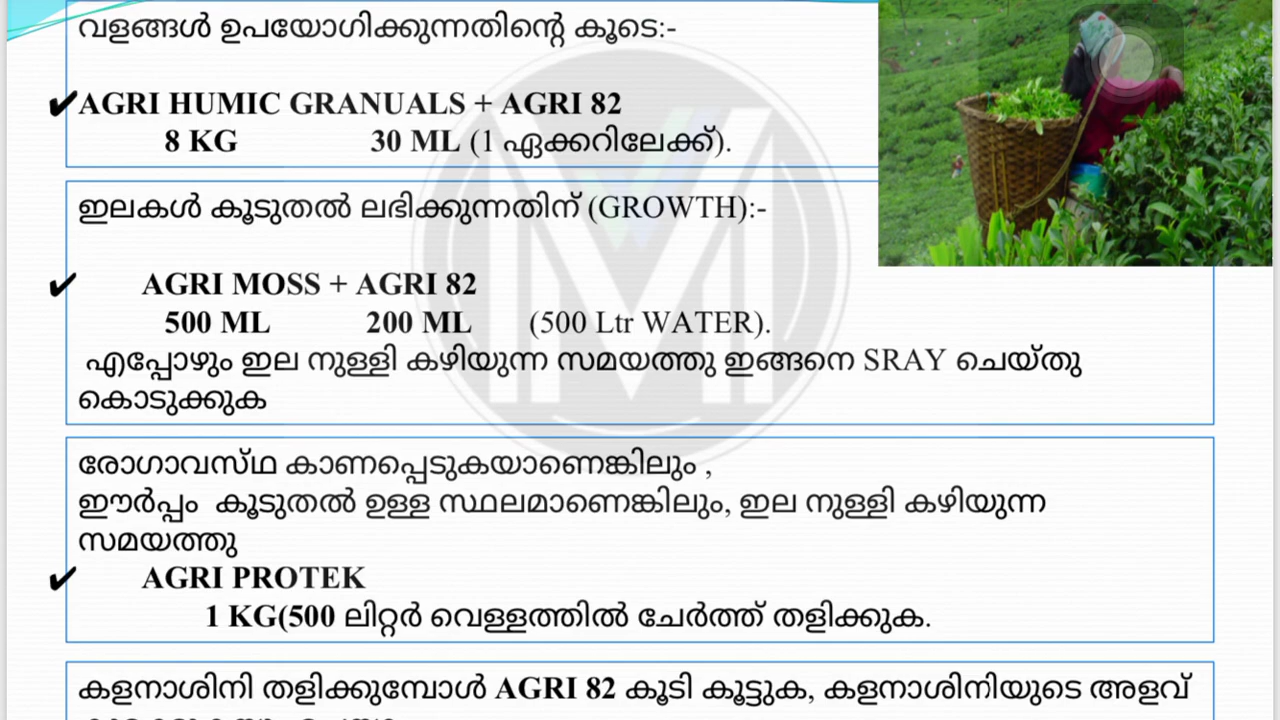 വളങ്ങൾ ഉപയോഗിക്കുന്നതിന്റെ കൂടെ:-
✔AGRI HUMIC GRANUALS + AGRI 82
8 KG 30 ML (1 ഏക്കറിലേക്ക്).
ഇലകൾ കൂടുതൽ ലഭിക്കുന്നതിന് (GROWTH):-
✔ AGRI MOSS + AGRI 82
500 ML 200 ML (500 Ltr WATER).
എപ്പോഴും ഇല നുള്ളി കഴിയുന്ന സമയത്തു ഇങ്ങനെ SRAY ചെയ്തു
കൊടുക്കുക
രോഗാവസ്ഥ കാണപ്പെടുകയാണെങ്കിലും ,
ഈർപ്പം കൂടുതൽ ഉള്ള സ്ഥലമാണെങ്കിലും, ഇല നുള്ളി കഴിയുന്ന
സമയത്തു
✔ AGRI PROTEK
1 KG(500 ലിറ്റർ വെള്ളത്തിൽ ചേർത്ത് തളിക്കുക.
കളനാശിനി തളിക്കുമ്പോൾ AGRI 82 കൂടി കൂട്ടുക, കളനാശിനിയുടെ അളവ്